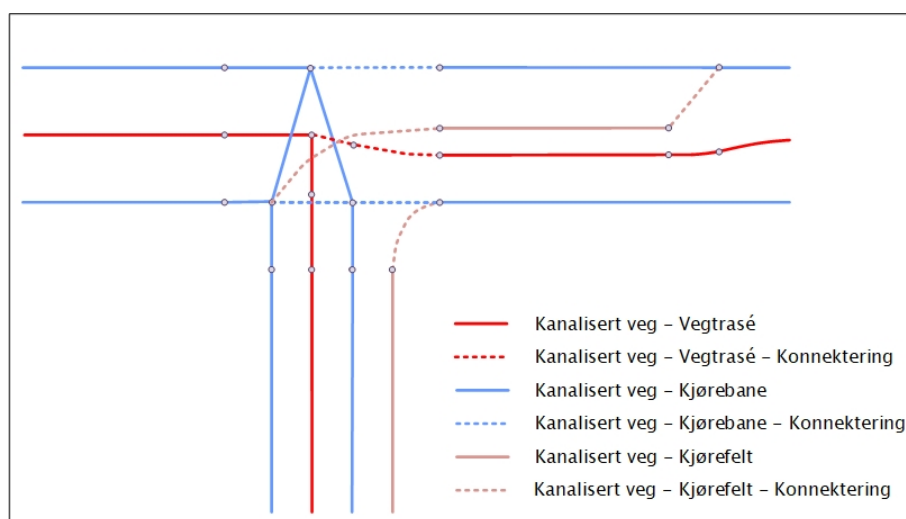 Kanalisert veg – Vegtrasé
Kanalisert veg – Vegtrasé – Konnektering
Kanalisert veg – Kjørebane
Kanalisert veg – Kjørebane – Konnektering
Kanalisert veg – Kjørefelt
Kanalisert veg – Kjørefelt – Konnektering